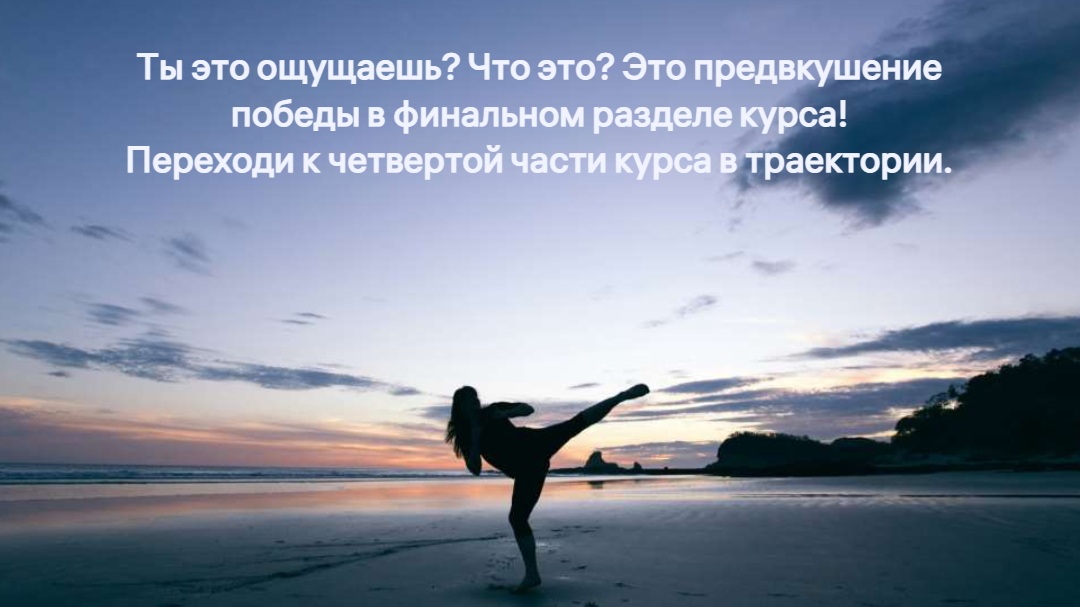 Ты это ощущаешь? Что это? Это предвкушение
победы в финальном разделе курса!
Переходи к четвертой части курса в траектории.